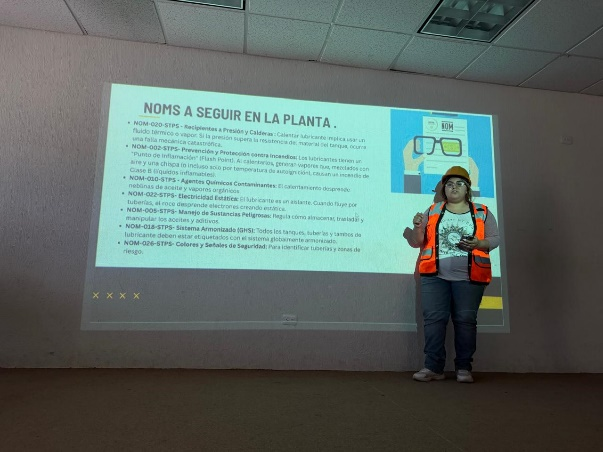 NOMS A SEGUIR EN LA PLANTA .
NOM
• NOM-020-STPS - Recipientes a Presión y Calderas : Calentar lubricante implica usar un
fluido térmico o vapor. Si la presión supera la resistencia del material del tanque, ocurre
una falla mecánica catastrófica.
• NOM-002-STPS- Prevención y Protección contra Incendios: Los lubricantes tienen un
"Punto de Inflamación" (Flash Point). Al calentarlos, generan vapores que, mezclados con
aire y una chispa (o incluso solo por temperatura de autoignición), causan un incendio de
Clase B (líquidos inflamables).
• NOM-010-STPS - Agentes Químicos Contaminantes: El calentamiento desprende
neblinas de aceite y vapores orgánicos
• NOM-022-STPS- Electricidad Estática: El lubricante es un aislante. Cuando fluye por
tuberías, el roce desprende electrones creando estática.
• NOM-005-STPS- Manejo de Sustancias Peligrosas: Regula cómo almacenar, trasladar y
manipular los aceites y aditivos.
• NOM-018-STPS- Sistema Armonizado (GHS): Todos los tanques, tuberías y tambos de
lubricante deben estar etiquetados con el sistema globalmente armonizado.
• NOM-026-STPS- Colores y Señales de Seguridad: Para identificar tuberías y zonas de
riesgo.